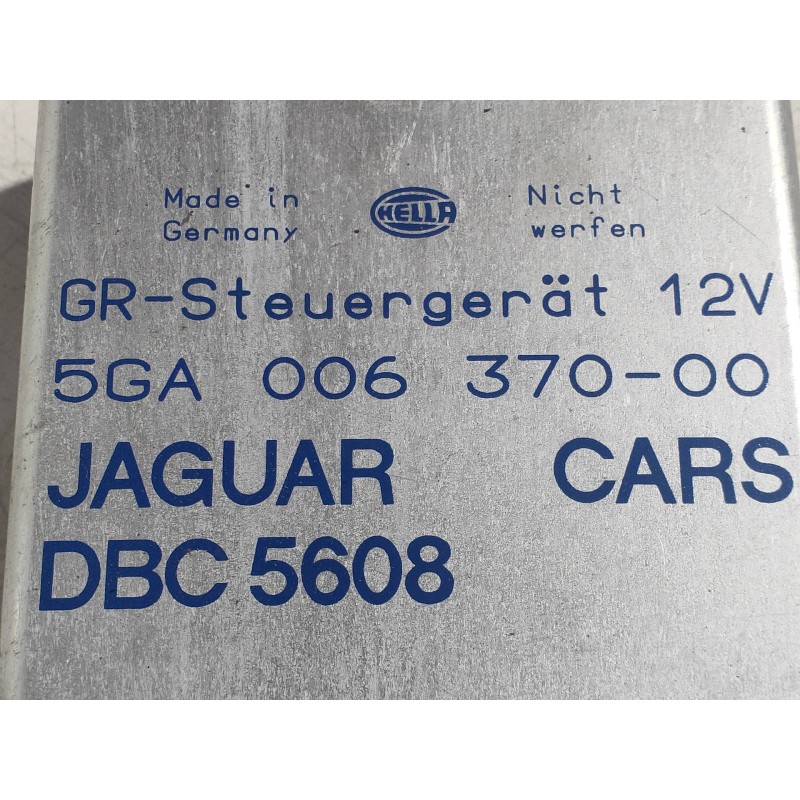 Made in HELLA Nicht
Germany werfen
GR-Steuergerät 12V
5GA 006 370-00
JAGUAR CARS
DBC 5608